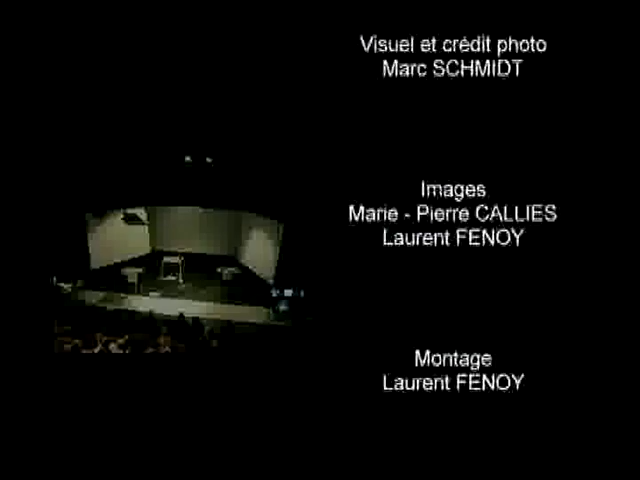 Visuel et crédit photo
Marc SCHMIDT
Images
Marie - Pierre CALLIES
Laurent FENOY
Montage
Laurent FENOY